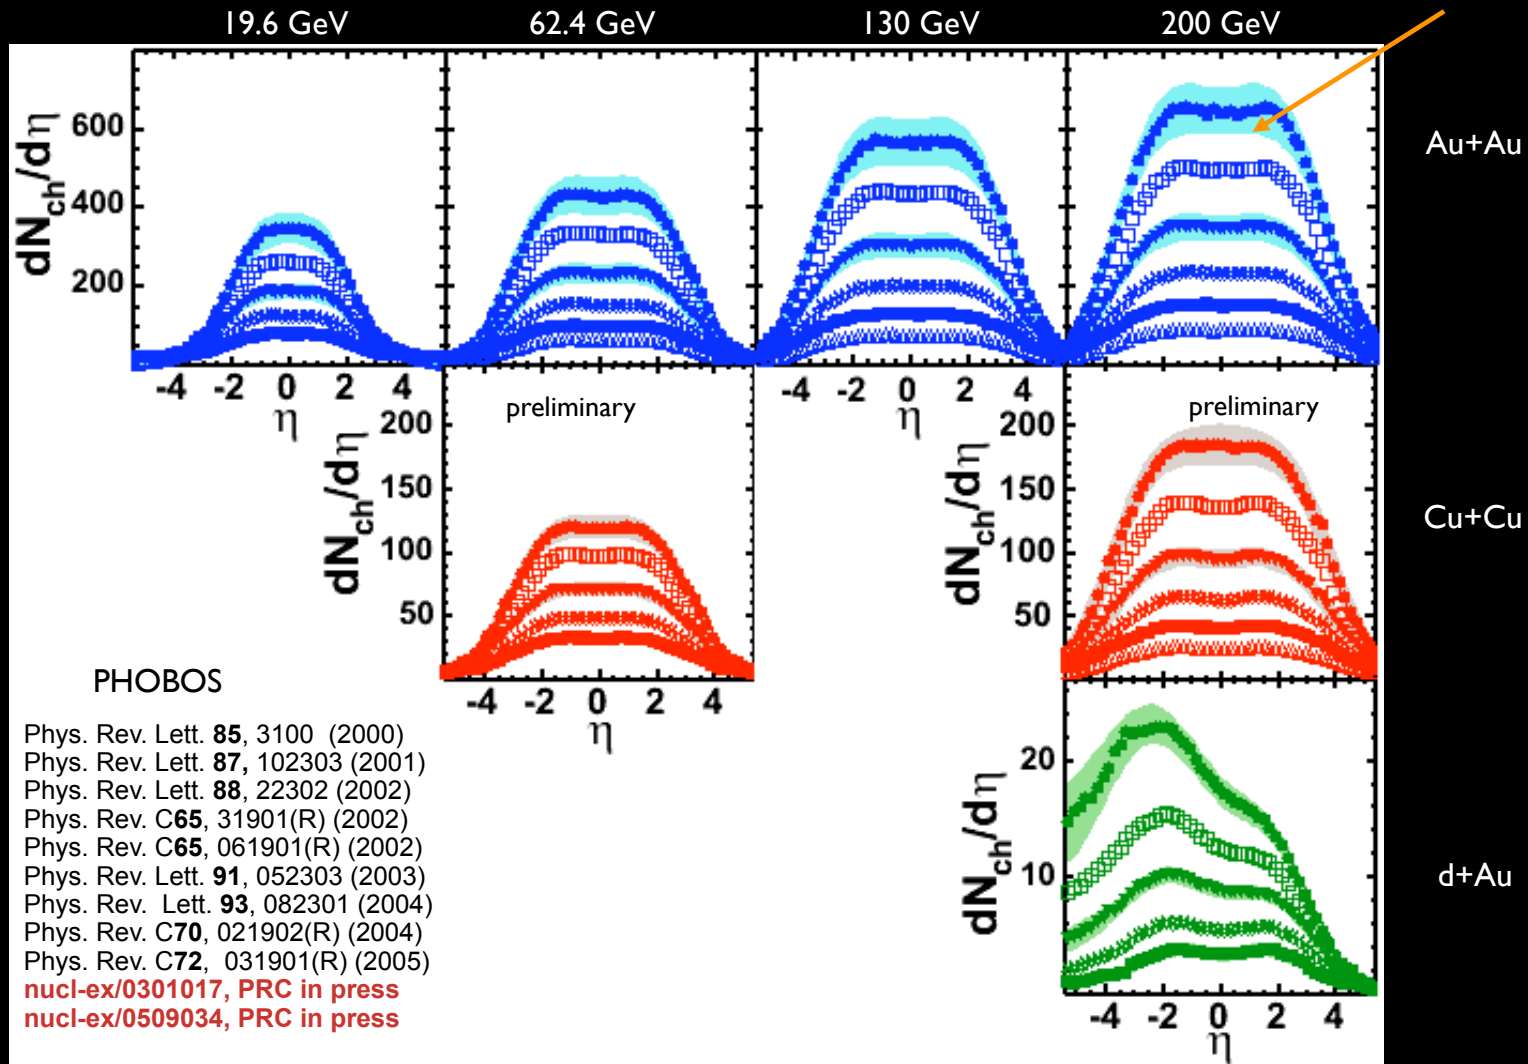 19.6 GeV 62.4 GeV 130 GeV 200 GeV
dN_ch/dη
600
400
200
Au+Au
-4 -2 0 2 4
η
-4 -2 0 2 4
η
preliminary
dN_ch/dη
200
150
100
50
-4 -2 0 2 4
η
preliminary
dN_ch/dη
200
150
100
50
Cu+Cu
dN_ch/dη
20
10
d+Au
-4 -2 0 2 4
η
PHOBOS
Phys. Rev. Lett. 85, 3100 (2000)
Phys. Rev. Lett. 87, 102303 (2001)
Phys. Rev. Lett. 88, 22302 (2002)
Phys. Rev. C65, 31901(R) (2002)
Phys. Rev. C65, 061901(R) (2002)
Phys. Rev. Lett. 91, 052303 (2003)
Phys. Rev. Lett. 93, 082301 (2004)
Phys. Rev. C70, 021902(R) (2004)
Phys. Rev. C72, 031901(R) (2005)
nucl-ex/0301017, PRC in press
nucl-ex/0509034, PRC in press